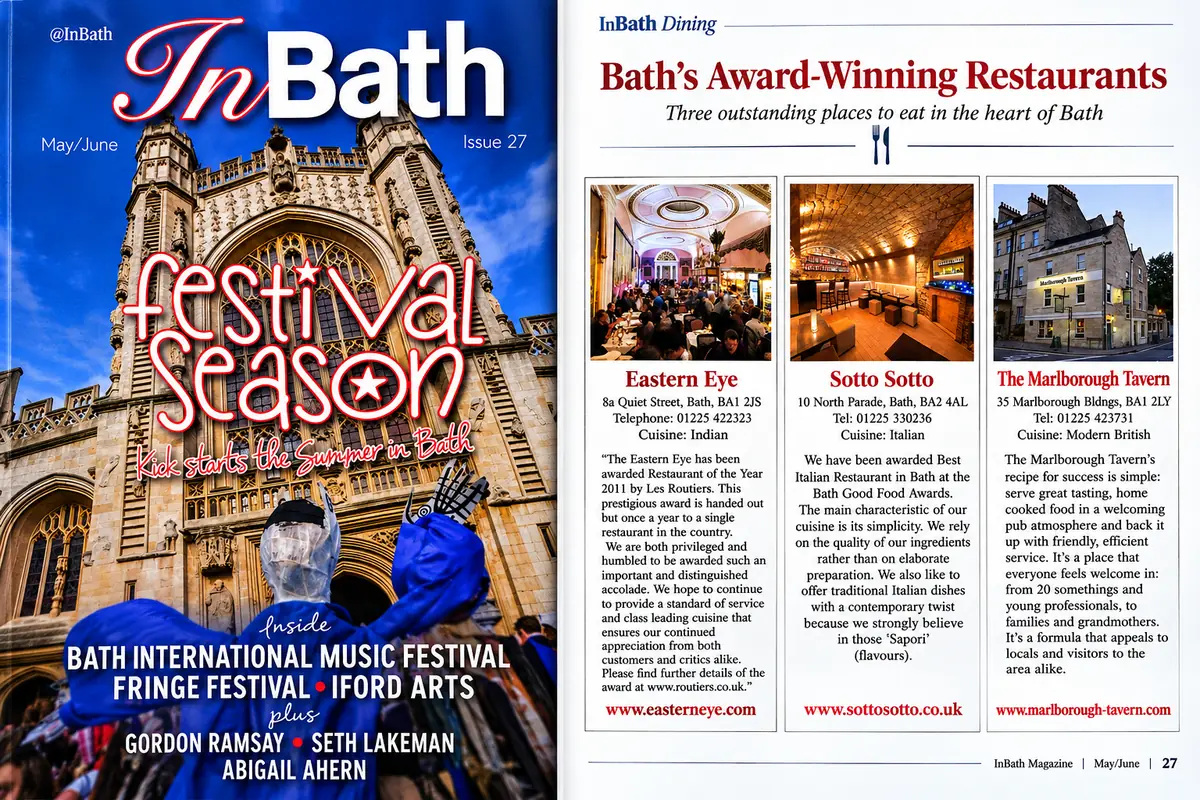 @InBath
InBath
May/June
Issue 27
festival
season
Kick starts the Summer in Bath
Inside
BATH INTERNATIONAL MUSIC FESTIVAL
FRINGE FESTIVAL • IFORD ARTS
plus
GORDON RAMSAY • SETH LAKEMAN
ABIGAIL AHERN
InBath Dining
Bath's Award-Winning Restaurants
Three outstanding places to eat in the heart of Bath
Eastern Eye
8a Quiet Street, Bath, BA1 2JS
Telephone: 01225 422323
Cuisine: Indian
“The Eastern Eye has been
awarded Restaurant of the Year
2011 by Les Routiers. This
prestigious award is handed out
but once a year to a single
restaurant in the country.
We are both privileged and
humbled to be awarded such an
important and distinguished
accolade. We hope to continue
to provide a standard of service
and class leading cuisine that
ensures our continued
appreciation from both
customers and critics alike.
Please find further details of the
award at www.routiers.co.uk.”
www.easterneye.com
Sotto Sotto
10 North Parade, Bath, BA2 4AL
Tel: 01225 330236
Cuisine: Italian
We have been awarded Best
Italian Restaurant in Bath at the
Bath Good Food Awards.
The main characteristic of our
cuisine is its simplicity. We rely
on the quality of our ingredients
rather than on elaborate
preparation. We also like to
offer traditional Italian dishes
with a contemporary twist
because we strongly believe
in those ‘Sapori’
(flavours).
www.sottosotto.co.uk
Marlborough Tavern
The Marlborough Tavern
35 Marlborough Bldngs, BA1 2LY
Tel: 01225 423731
Cuisine: Modern British
The Marlborough Tavern’s
recipe for success is simple:
serve great tasting, home
cooked food in a welcoming
pub atmosphere and back it
up with friendly, efficient
service. It’s a place that
everyone feels welcome in:
from 20 somethings and
young professionals, to
families and grandmothers.
It’s a formula that appeals to
locals and visitors to the
area alike.
www.marlborough-tavern.com
InBath Magazine | May/June | 27